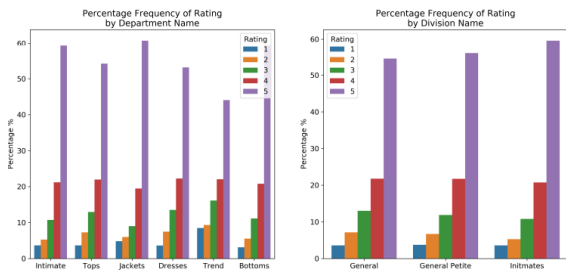 Percentage Frequency of Rating
by Department Name
Percentage %
60
50
40
30
20
10
0
Rating
1
2
3
4
5
Intimate Tops Jackets Dresses Trend Bottoms
Percentage Frequency of Rating
by Division Name
Percentage %
60
50
40
30
20
10
0
Rating
1
2
3
4
5
General General Petite Initmates